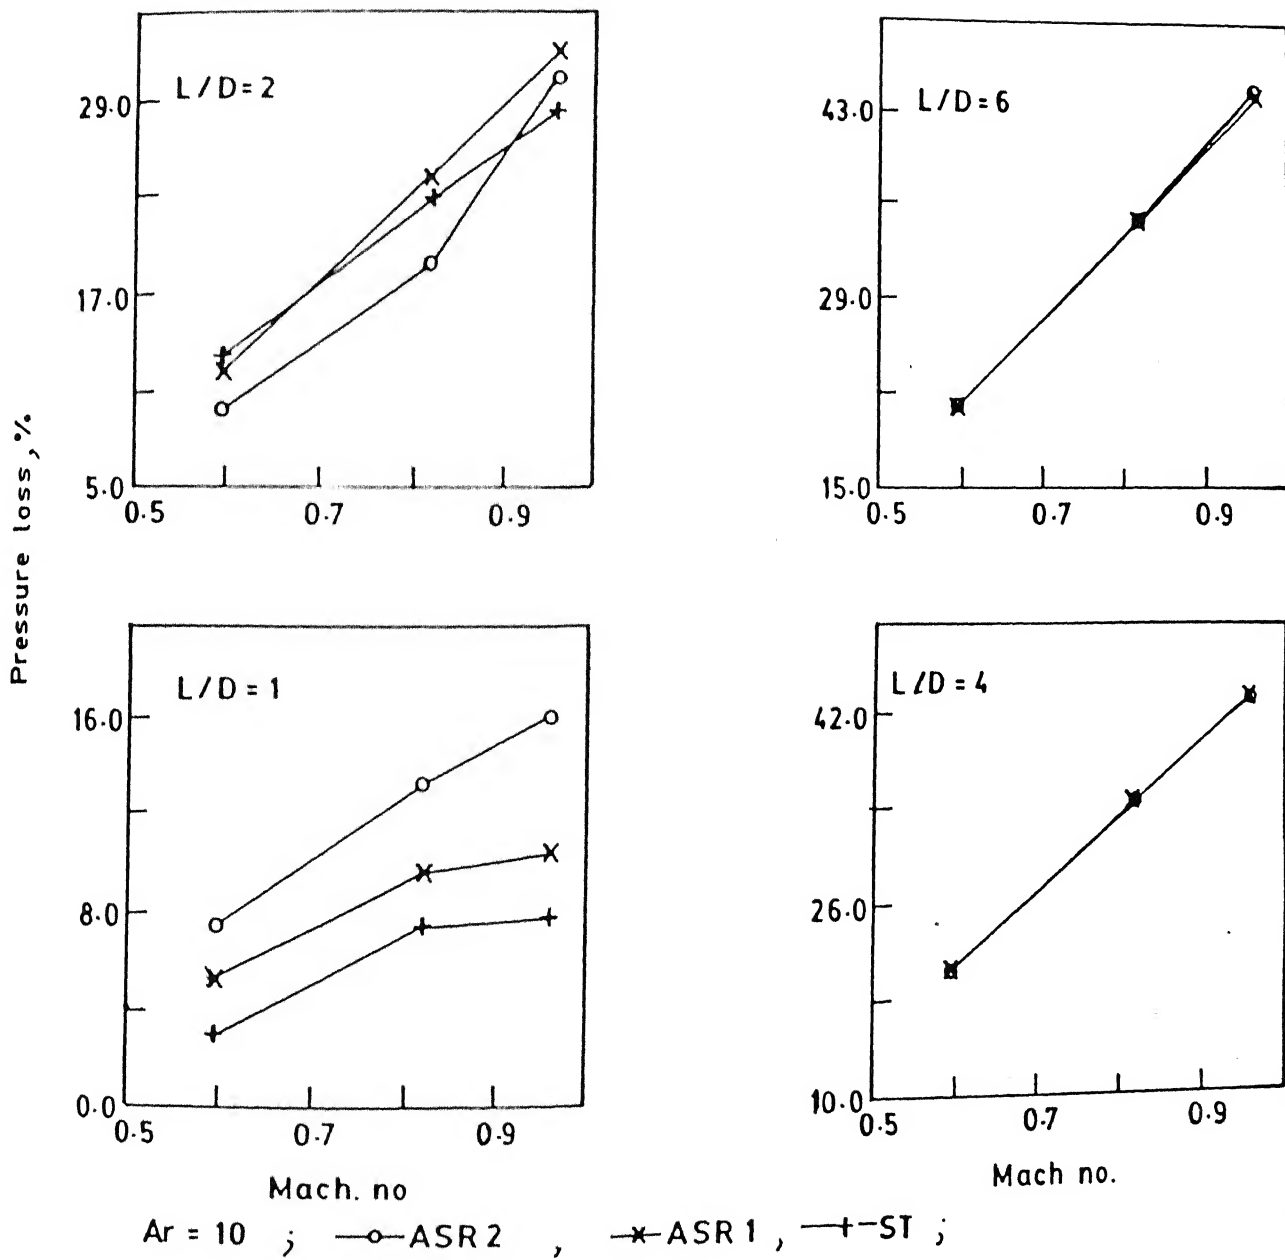 Pressure loss,%
L/D=2
29.0
17.0
5.0
0.5 0.7 0.9
L/D=6
43.0
29.0
15.0
0.5 0.7 0.9
L/D = 1
16.0
8.0
0.0
0.5 0.7 0.9
Mach. no
L/D= 4
42.0
26.0
10.0
0.5 0.7 0.9
Mach no.
Ar = 10 ; ASR 2 , ASR 1 , ST ;